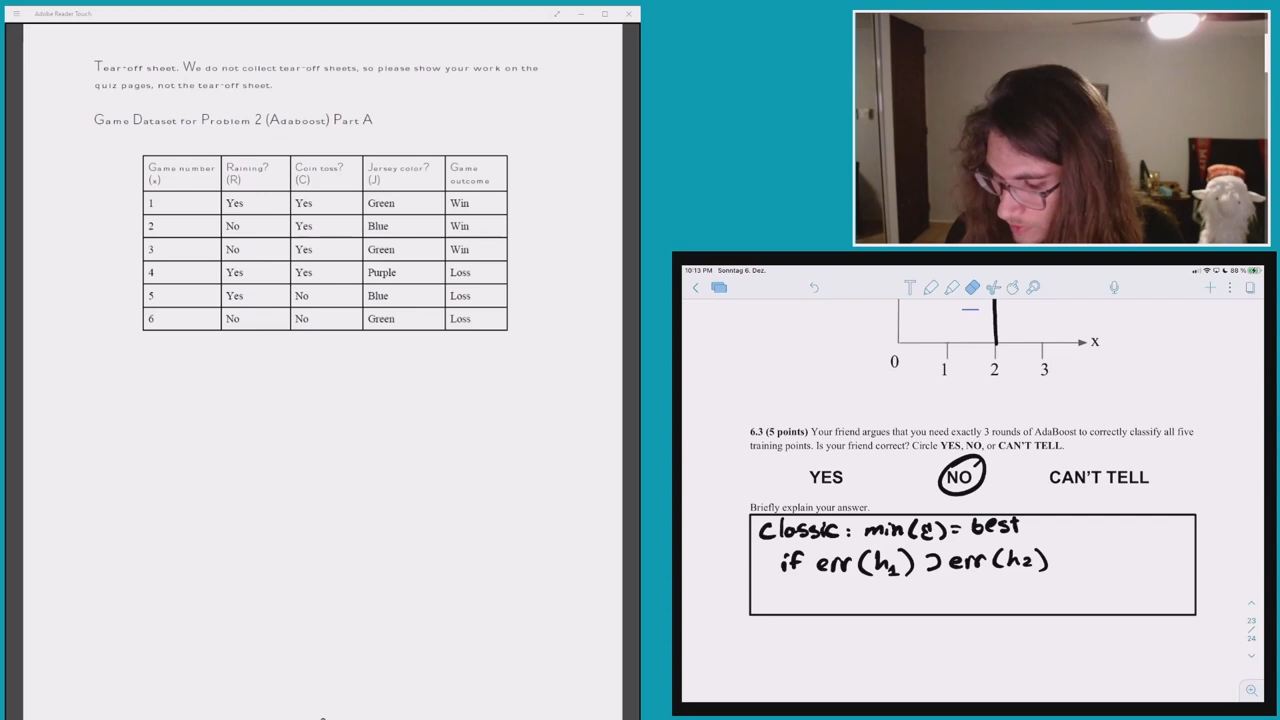 Adobe Reader Touch
Tear-off sheet. We do not collect tear-off sheets, so please show your work on the
quiz pages, not the tear-off sheet.
Game Dataset for Problem 2 (Adaboost) Part A
Game number (x) Raining? (R) Coin toss? (C) Jersey color? (J) Game outcome
1 Yes Yes Green Win
2 No Yes Blue Win
3 No Yes Green Win
4 Yes Yes Purple Loss
5 Yes No Blue Loss
6 No No Green Loss
10:13 PM Sonntag 6. Dez.
88 %
x
0 1 2 3
6.3 (5 points) Your friend argues that you need exactly 3 rounds of AdaBoost to correctly classify all five
training points. Is your friend correct? Circle YES, NO, or CAN'T TELL.
YES NO CAN'T TELL
Briefly explain your answer.
Classic: min(ε) = best
if err(h1) ⊃ err(h2)
23
/
24